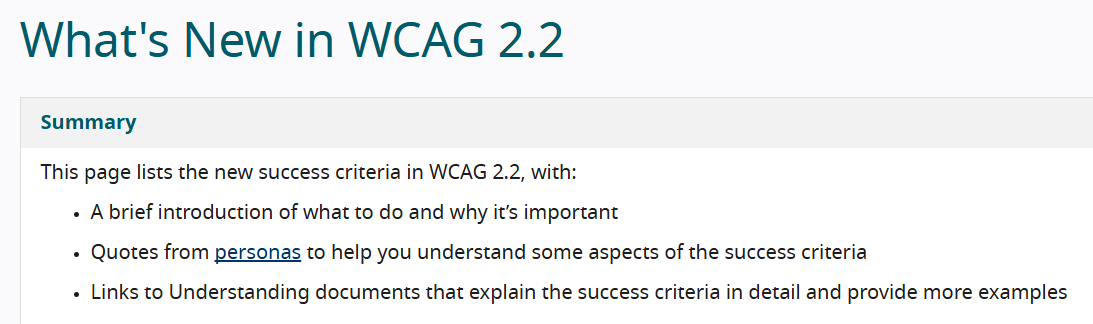 What's New in WCAG 2.2
Summary
This page lists the new success criteria in WCAG 2.2, with:
• A brief introduction of what to do and why it’s important
• Quotes from personas to help you understand some aspects of the success criteria
• Links to Understanding documents that explain the success criteria in detail and provide more examples